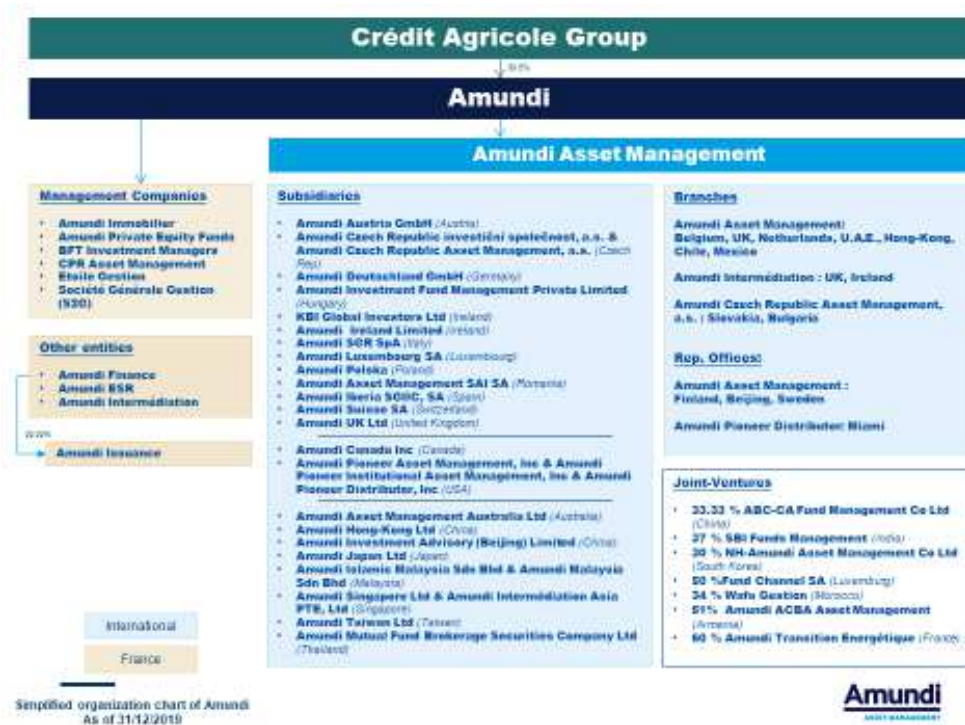 Crédit Agricole Group
Amundi
Amundi Asset Management
Management Companies
• Amundi Immobilier
• Amundi Private Equity Funds
• BFT Investment Managers
• CPR Asset Management
• Etoile Gestion
• Société Générale Gestion
(S2G)
Other entities
• Amundi Finance
• Amundi ESR
• Amundi Intermédiation
Amundi Issuance
Subsidiaries
• Amundi Austria GmbH (Austria)
• Amundi Czech Republic investiční společnost, a.s. &
Amundi Czech Republic Asset Management, a.s. (Czech
Rep)
• Amundi Deutschland GmbH (Germany)
• Amundi Investment Fund Management Private Limited
(Hungary)
• KBI Global Investors Ltd (Ireland)
• Amundi Ireland Limited (Ireland)
• Amundi SGR SpA (Italy)
• Amundi Luxembourg SA (Luxembourg)
• Amundi Polska (Poland)
• Amundi Asset Management SAI SA (Romania)
• Amundi Iberia SGIIC, SA (Spain)
• Amundi Suisse SA (Switzerland)
• Amundi UK Ltd (United Kingdom)
• Amundi Canada Inc (Canada)
• Amundi Pioneer Asset Management, Inc & Amundi
Pioneer Institutional Asset Management, Inc & Amundi
Pioneer Distributor, Inc (USA)
• Amundi Asset Management Australia Ltd (Australia)
• Amundi Hong-Kong Ltd (China)
• Amundi Investment Advisory (Beijing) Limited (China)
• Amundi Japan Ltd (Japan)
• Amundi Islamic Malaysia Sdn Bhd & Amundi Malaysia
Sdn Bhd (Malaysia)
• Amundi Singapore Ltd & Amundi Intermédiation Asia
PTE, Ltd (Singapore)
• Amundi Taiwan Ltd (Taiwan)
• Amundi Mutual Fund Brokerage Securities Company Ltd
(Thailand)
Branches
Amundi Asset Management:
Belgium, UK, Netherlands, U.A.E., Hong-Kong,
Chile, Mexico
Amundi Intermédiation : UK, Ireland
Amundi Czech Republic Asset Management,
a.s. : Slovakia, Bulgaria
Rep. Offices:
Amundi Asset Management :
Finland, Beijing, Sweden
Amundi Pioneer Distributor: Miami
Joint-Ventures
• 33.33 % ABC-CA Fund Management Co Ltd
(China)
• 37 % SBI Funds Management (India)
• 30 % NH-Amundi Asset Management Co Ltd
(South Korea)
• 50 %Fund Channel SA (Luxemburg)
• 34 % Wafa Gestion (Morocco)
• 51% Amundi ACBA Asset Management
(Armenia)
• 60 % Amundi Transition Energétique (France)
International
France
Simplified organization chart of Amundi
As of 31/12/2019
Amundi
ASSET MANAGEMENT